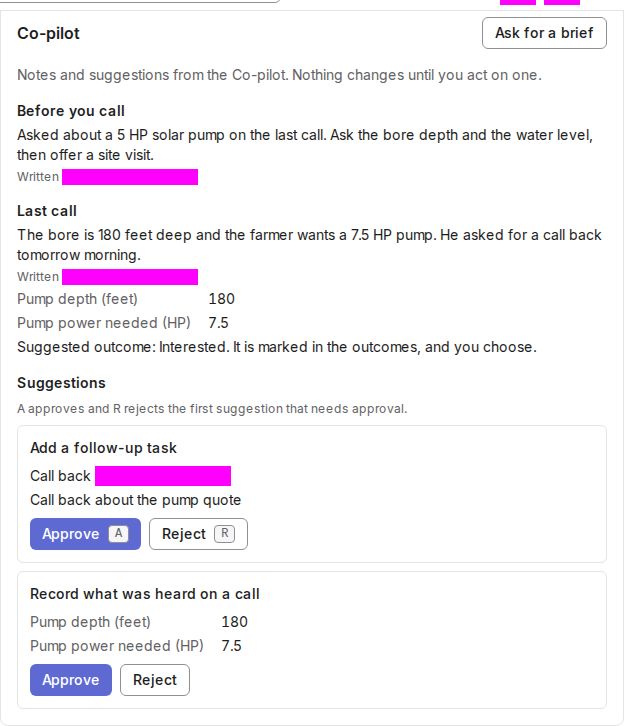 Co-pilot
Ask for a brief
Notes and suggestions from the Co-pilot. Nothing changes until you act on one.
Before you call
Asked about a 5 HP solar pump on the last call. Ask the bore depth and the water level,
then offer a site visit.
Written
Last call
The bore is 180 feet deep and the farmer wants a 7.5 HP pump. He asked for a call back
tomorrow morning.
Written
Pump depth (feet) 180
Pump power needed (HP) 7.5
Suggested outcome: Interested. It is marked in the outcomes, and you choose.
Suggestions
A approves and R rejects the first suggestion that needs approval.
Add a follow-up task
Call back
Call back about the pump quote
Approve A Reject R
Record what was heard on a call
Pump depth (feet) 180
Pump power needed (HP) 7.5
Approve Reject